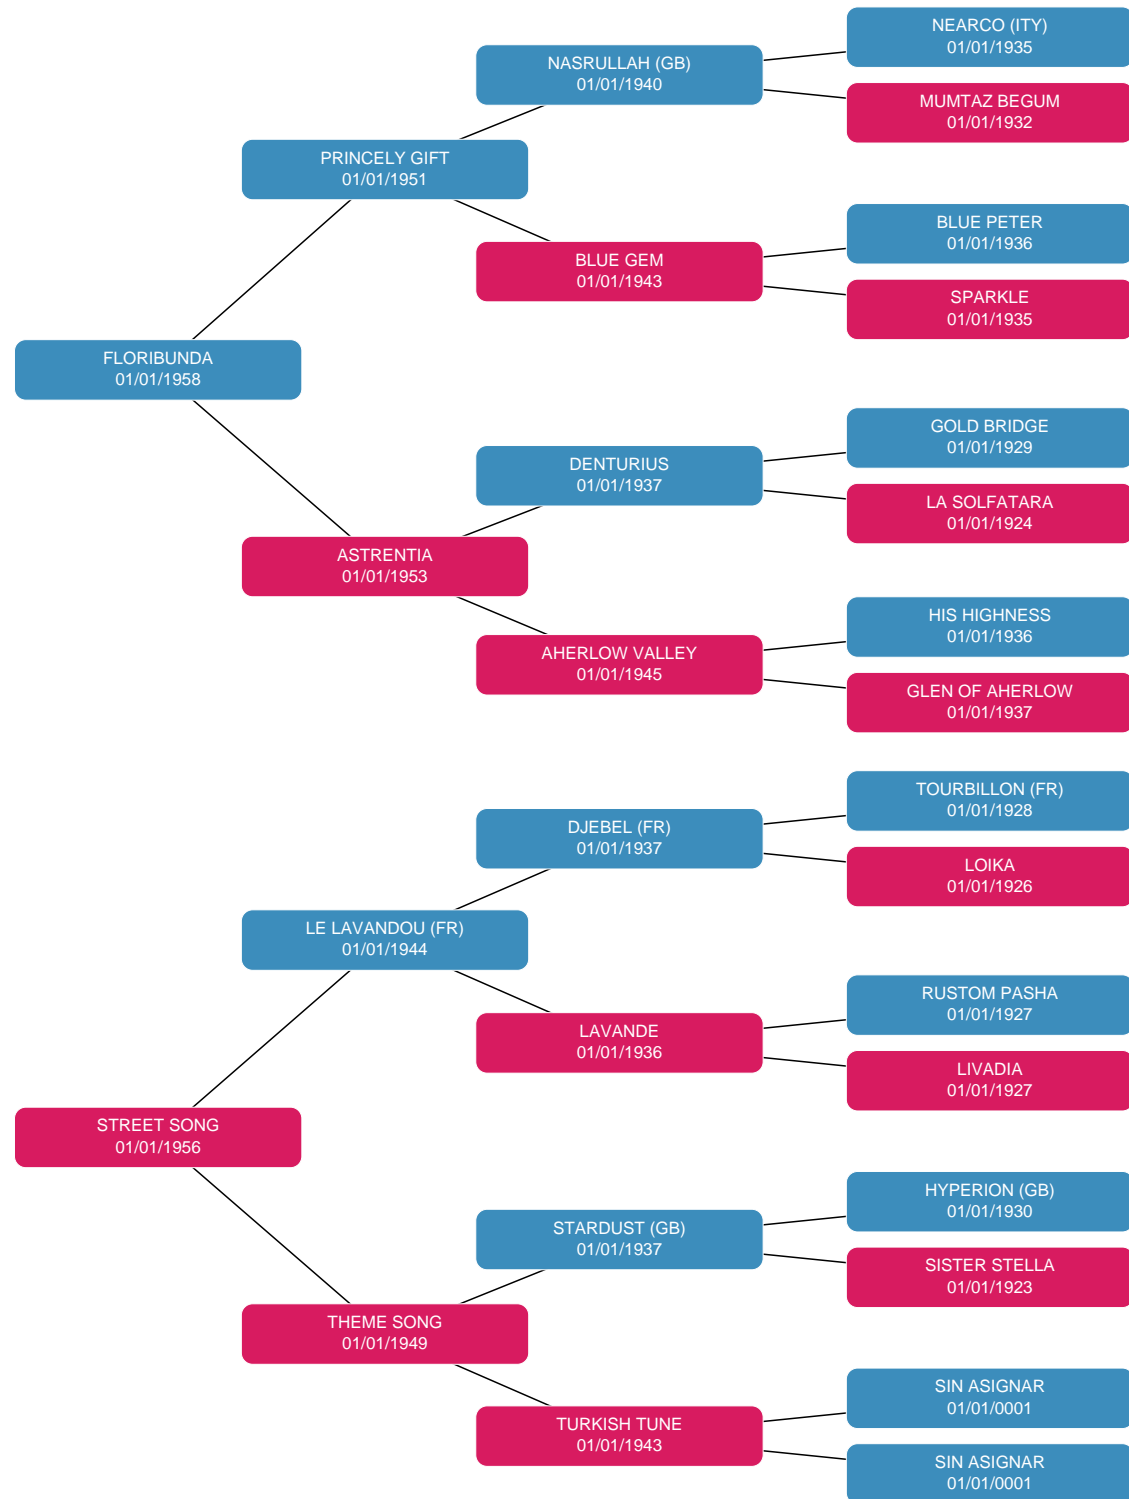 NEARCO (ITY)
01/01/1935
NASRULLAH (GB)
01/01/1940
MUMTAZ BEGUM
01/01/1932
PRINCELY GIFT
01/01/1951
BLUE PETER
01/01/1936
BLUE GEM
01/01/1943
SPARKLE
01/01/1935
FLORIBUNDA
01/01/1958
GOLD BRIDGE
01/01/1929
DENTURIUS
01/01/1937
LA SOLFATARA
01/01/1924
ASTRENTIA
01/01/1953
HIS HIGHNESS
01/01/1936
AHERLOW VALLEY
01/01/1945
GLEN OF AHERLOW
01/01/1937
TOURBILLON (FR)
01/01/1928
DJEBEL (FR)
01/01/1937
LOIKA
01/01/1926
LE LAVANDOU (FR)
01/01/1944
RUSTOM PASHA
01/01/1927
LAVANDE
01/01/1936
LIVADIA
01/01/1927
STREET SONG
01/01/1956
HYPERION (GB)
01/01/1930
STARDUST (GB)
01/01/1937
SISTER STELLA
01/01/1923
THEME SONG
01/01/1949
SIN ASIGNAR
01/01/0001
TURKISH TUNE
01/01/1943
SIN ASIGNAR
01/01/0001